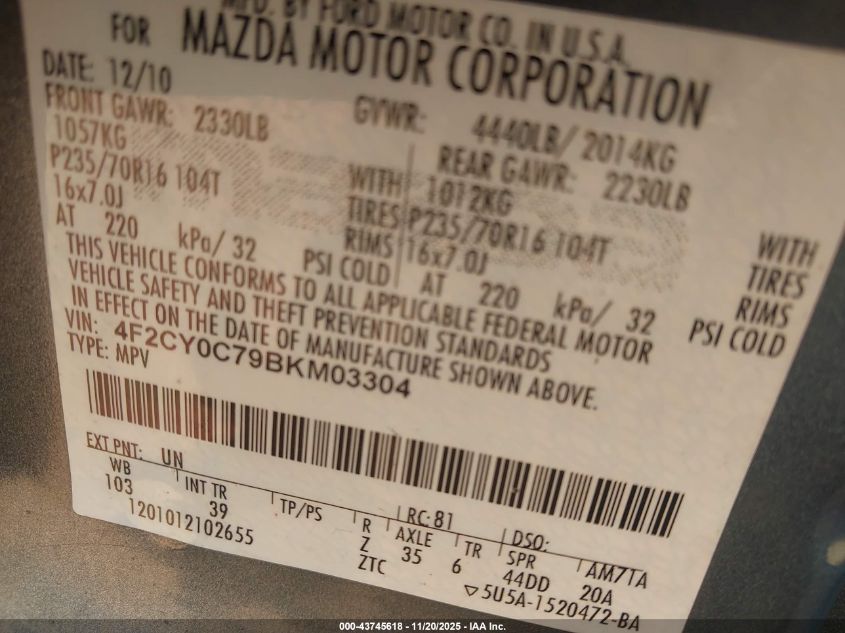 MFG. BY FORD MOTOR CO. IN U.S.A.
FOR MAZDA MOTOR CORPORATION
DATE: 12/10 GVWR: 4440LB/ 2014KG
FRONT GAWR: 2330LB REAR GAWR: 2230LB
1057KG WITH 1012KG WITH
P235/70R16 104T TIRES P235/70R16 104T TIRES
16x7.0J RIMS 16x7.0J RIMS
AT 220 kPa/ 32 PSI COLD AT 220 kPa/ 32 PSI COLD
THIS VEHICLE CONFORMS TO ALL APPLICABLE FEDERAL MOTOR
VEHICLE SAFETY AND THEFT PREVENTION STANDARDS
IN EFFECT ON THE DATE OF MANUFACTURE SHOWN ABOVE.
VIN: 4F2CY0C79BKM03304
TYPE: MPV
EXT PNT: UN RC:81 DSO:
WB INT TR TP/PS R AXLE TR SPR AM71A
103 39 Z 35 6 44DD 20A
1201012102655 ZTC 5U5A-1520472-BA
000-43745618 - 11/20/2025 - IAA Inc.